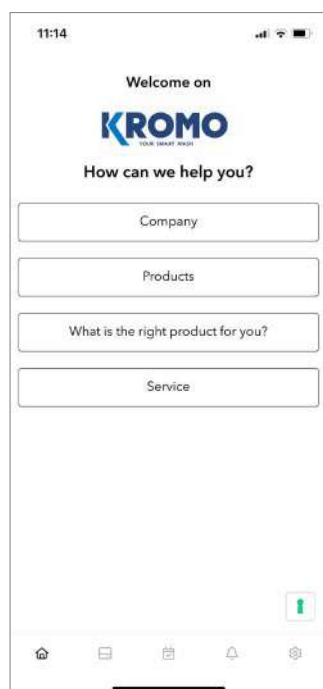 11:14
Welcome on
KROMO
YOUR SMART WASH
How can we help you?
Company
Products
What is the right product for you?
Service